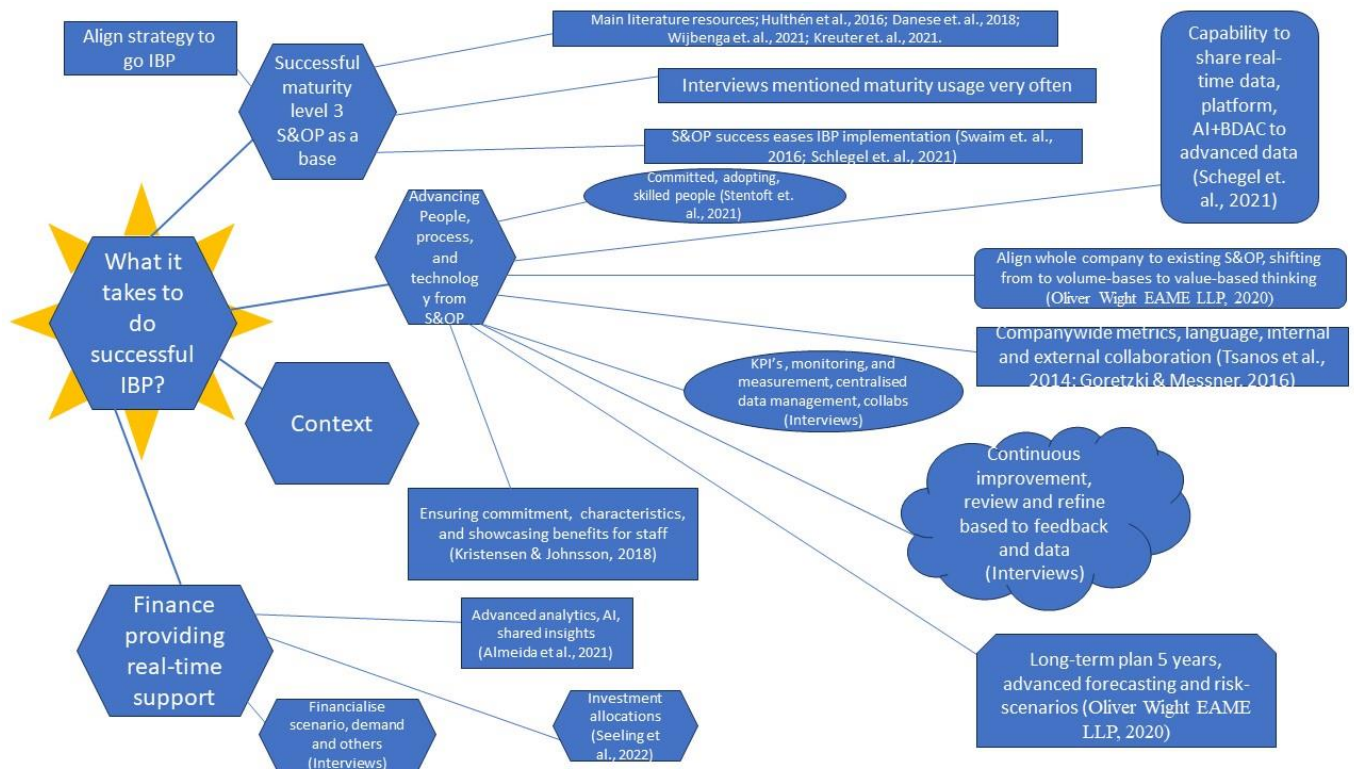 Align strategy to
go IBP
Successful
maturity
level 3
S&OP as a
base
Main literature resources; Hulthén et al., 2016; Danese et. al., 2018;
Wijbenga et. al., 2021; Kreuter et. al., 2021.
Interviews mentioned maturity usage very often
S&OP success eases IBP implementation (Swaim et. al.,
2016; Schlegel et. al., 2021)
Capability to
share real-
time data,
platform,
AI+BDAC to
advanced data
(Schegel et.
al., 2021)
What it
takes to
do
successful
IBP?
Advancing
People,
process,
and
technolog
y from
S&OP
Committed, adopting,
skilled people (Stentoft et.
al., 2021)
Align whole company to existing S&OP, shifting
from to volume-bases to value-based thinking
(Oliver Wight EAME LLP, 2020)
Companywide metrics, language, internal
and external collaboration (Tsanos et al.,
2014; Goretzki & Messner, 2016)
KPI's, monitoring, and
measurement, centralised
data management, collabs
(Interviews)
Context
Continuous
improvement,
review and refine
based to feedback
and data
(Interviews)
Ensuring commitment, characteristics,
and showcasing benefits for staff
(Kristensen & Johnsson, 2018)
Long-term plan 5 years,
advanced forecasting and risk-
scenarios (Oliver Wight EAME
LLP, 2020)
Finance
providing
real-time
support
Advanced analytics, AI,
shared insights
(Almeida et al., 2021)
Investment
allocations
(Seeling et
al., 2022)
Financialise
scenario, demand
and others
(Interviews)